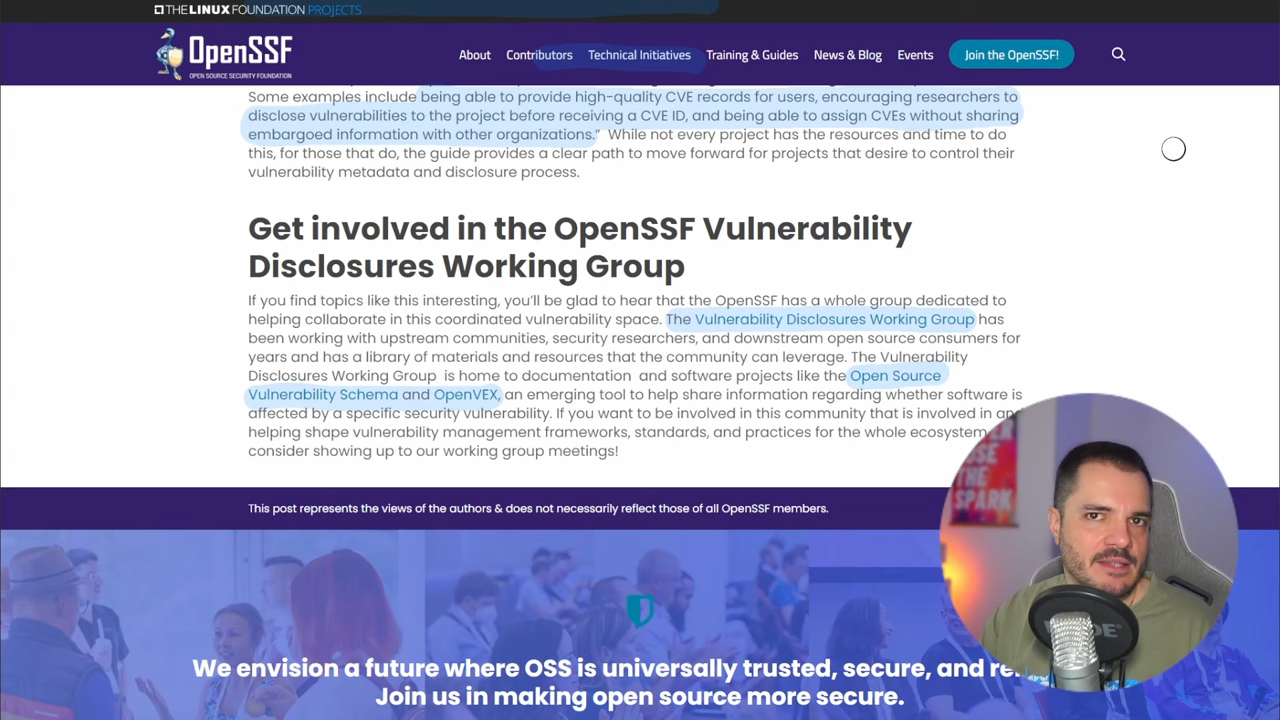 THE LINUX FOUNDATION PROJECTS
OpenSSF
OPEN SOURCE SECURITY FOUNDATION
About Contributors Technical Initiatives Training & Guides News & Blog Events Join the OpenSSF!
Some examples include being able to provide high-quality CVE records for users, encouraging researchers to
disclose vulnerabilities to the project before receiving a CVE ID, and being able to assign CVEs without sharing
embargoed information with other organizations.” While not every project has the resources and time to do
this, for those that do, the guide provides a clear path to move forward for projects that desire to control their
vulnerability metadata and disclosure process.
Get involved in the OpenSSF Vulnerability
Disclosures Working Group
If you find topics like this interesting, you’ll be glad to hear that the OpenSSF has a whole group dedicated to
helping collaborate in this coordinated vulnerability space. The Vulnerability Disclosures Working Group has
been working with upstream communities, security researchers, and downstream open source consumers for
years and has a library of materials and resources that the community can leverage. The Vulnerability
Disclosures Working Group is home to documentation and software projects like the Open Source
Vulnerability Schema and OpenVEX, an emerging tool to help share information regarding whether software is
affected by a specific security vulnerability. If you want to be involved in this community that is involved in and
helping shape vulnerability management frameworks, standards, and practices for the whole ecosystem
consider showing up to our working group meetings!
This post represents the views of the authors & does not necessarily reflect those of all OpenSSF members.
We envision a future where OSS is universally trusted, secure, and
Join us in making open source more secure.
THE
SPARK